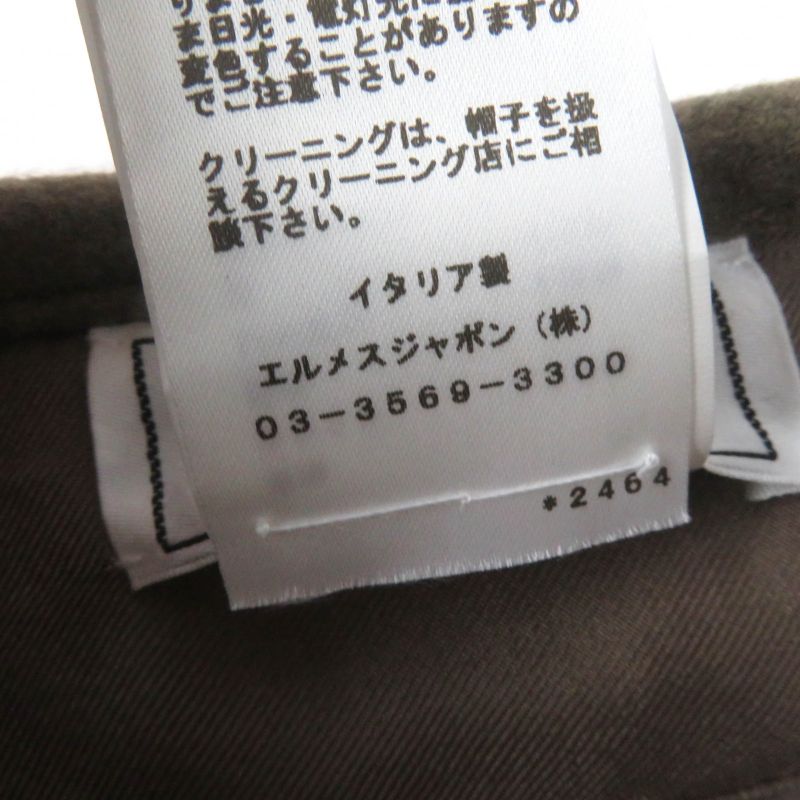 ま日光・電灯光に
変色することがありますの
でご注意下さい。
クリーニングは、帽子を扱
えるクリーニング店にご相
談下さい。
イタリア製
エルメスジャポン（株）
03-3569-3300
*2464